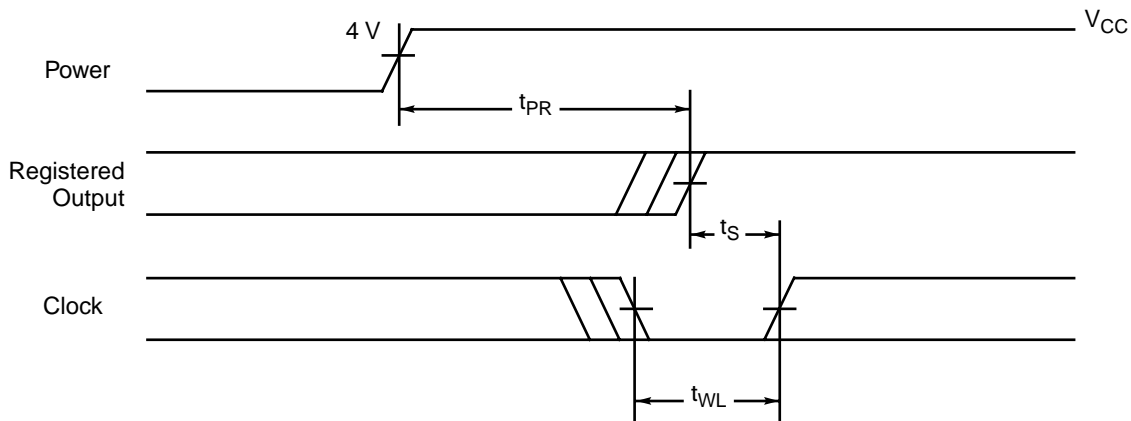 4 V
V_CC
Power
t_PR
Registered
Output
t_S
Clock
t_WL